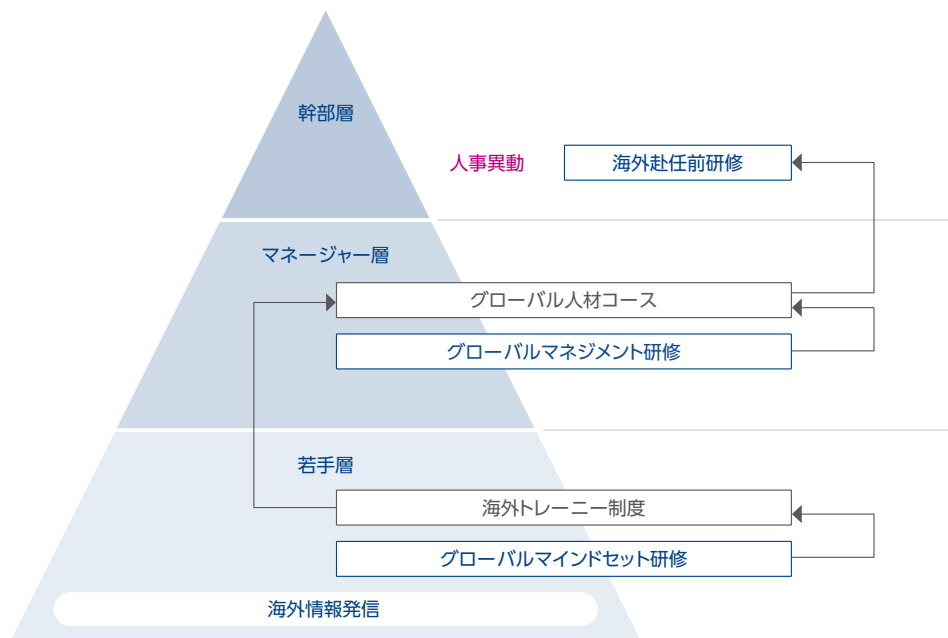 幹部層
人事異動
海外赴任前研修
マネージャー層
グローバル人材コース
グローバルマネジメント研修
若手層
海外トレーニー制度
グローバルマインドセット研修
海外情報発信